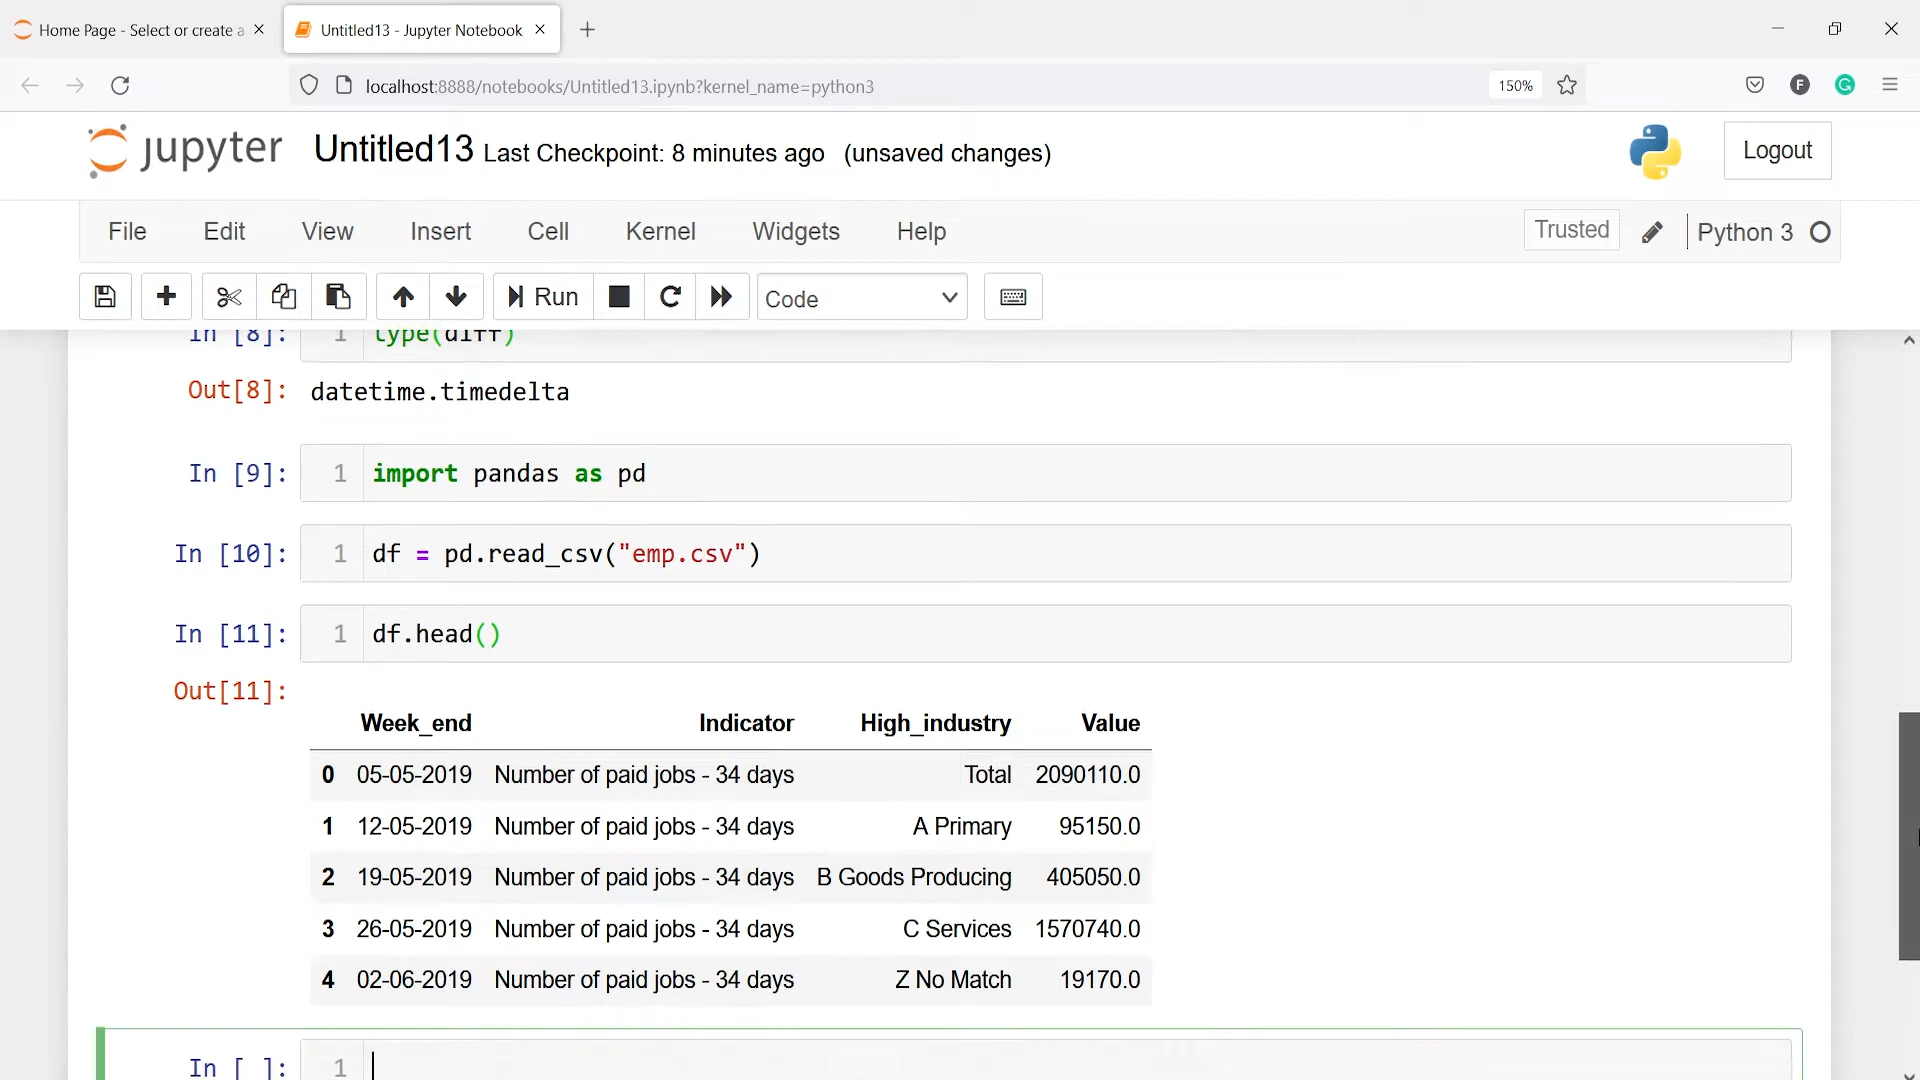 Home Page - Select or create a
Untitled13 - Jupyter Notebook
localhost:8888/notebooks/Untitled13.ipynb?kernel_name=python3
150%
F
G
jupyter Untitled13 Last Checkpoint: 8 minutes ago (unsaved changes)
Logout
File Edit View Insert Cell Kernel Widgets Help
Trusted
Python 3
Run
Code
In [8]: 1 type(diff)
Out[8]: datetime.timedelta
In [9]: 1 import pandas as pd
In [10]: 1 df = pd.read_csv("emp.csv")
In [11]: 1 df.head()
Out[11]:
Week_end Indicator High_industry Value
0 05-05-2019 Number of paid jobs - 34 days Total 2090110.0
1 12-05-2019 Number of paid jobs - 34 days A Primary 95150.0
2 19-05-2019 Number of paid jobs - 34 days B Goods Producing 405050.0
3 26-05-2019 Number of paid jobs - 34 days C Services 1570740.0
4 02-06-2019 Number of paid jobs - 34 days Z No Match 19170.0
In [ ]: 1